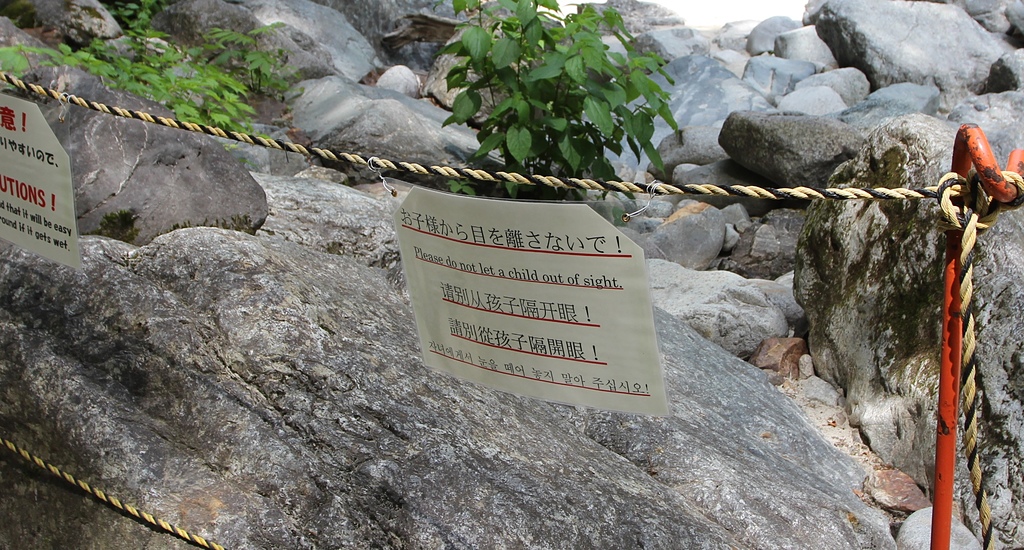 意！
りやすいので、
UTIONS !
d that it will be easy
round if it gets wet.
お子様から目を離さないで！
Please do not let a child out of sight.
请别从孩子隔开眼！
請別從孩子隔開眼！
자녀에게서 눈을 떼어 놓지 말아 주십시오!